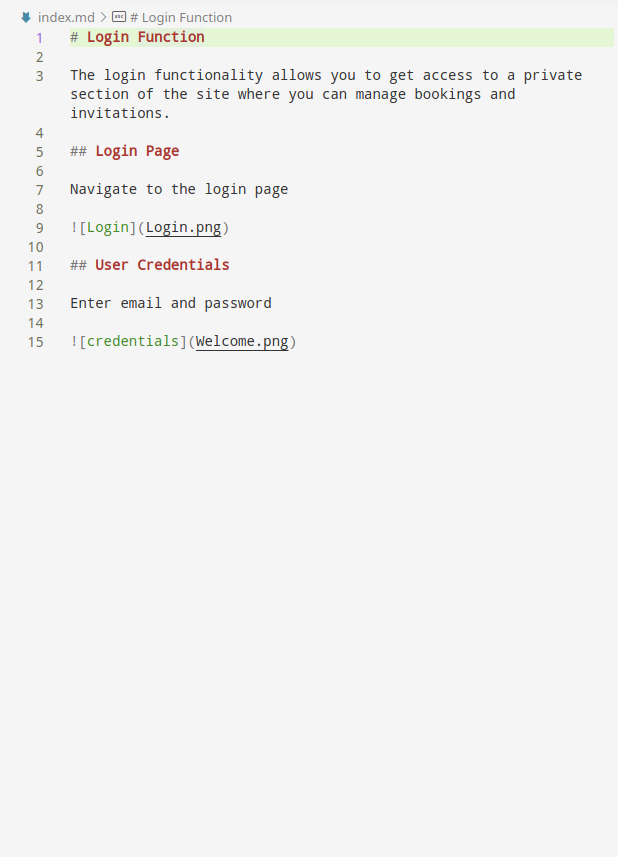 index.md > abc # Login Function
1 # Login Function
2
3 The login functionality allows you to get access to a private
section of the site where you can manage bookings and
invitations.
4
5 ## Login Page
6
7 Navigate to the login page
8
9 ![Login](Login.png)
10
11 ## User Credentials
12
13 Enter email and password
14
15 ![credentials](Welcome.png)